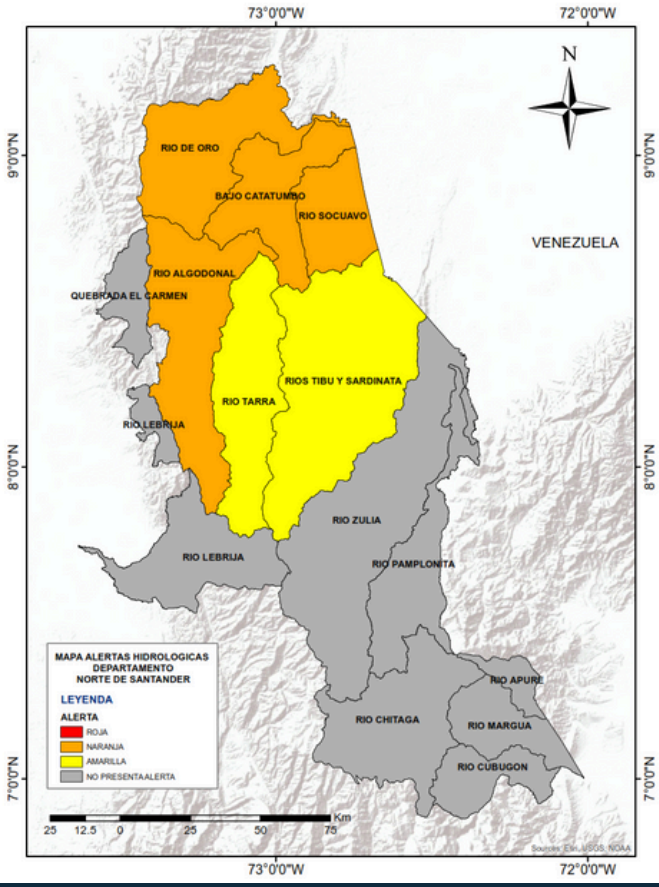 73°0'0"W
72°0'0"W
N
9°0'0"N
9°0'0"N
RIO DE ORO
BAJO CATATUMBO
RIO SOCUAVO
VENEZUELA
RIO ALGODONAL
QUEBRADA EL CARMEN
RIOS TIBU Y SARDINATA
RIO TARRA
RIO LEBRIJA
8°0'0"N
8°0'0"N
RIO ZULIA
RIO LEBRIJA
RIO PAMPLONITA
MAPA ALERTAS HIDROLOGICAS
DEPARTAMENTO
NORTE DE SANTANDER
LEYENDA
ALERTA
ROJA
NARANJA
AMARILLA
NO PRESENTA ALERTA
RIO APURE
RIO CHITAGA
RIO MARGUA
RIO CUBUGON
7°0'0"N
7°0'0"N
Km
25 12.5 0 25 50 75
Sources: Esri, USGS, NOAA
73°0'0"W
72°0'0"W